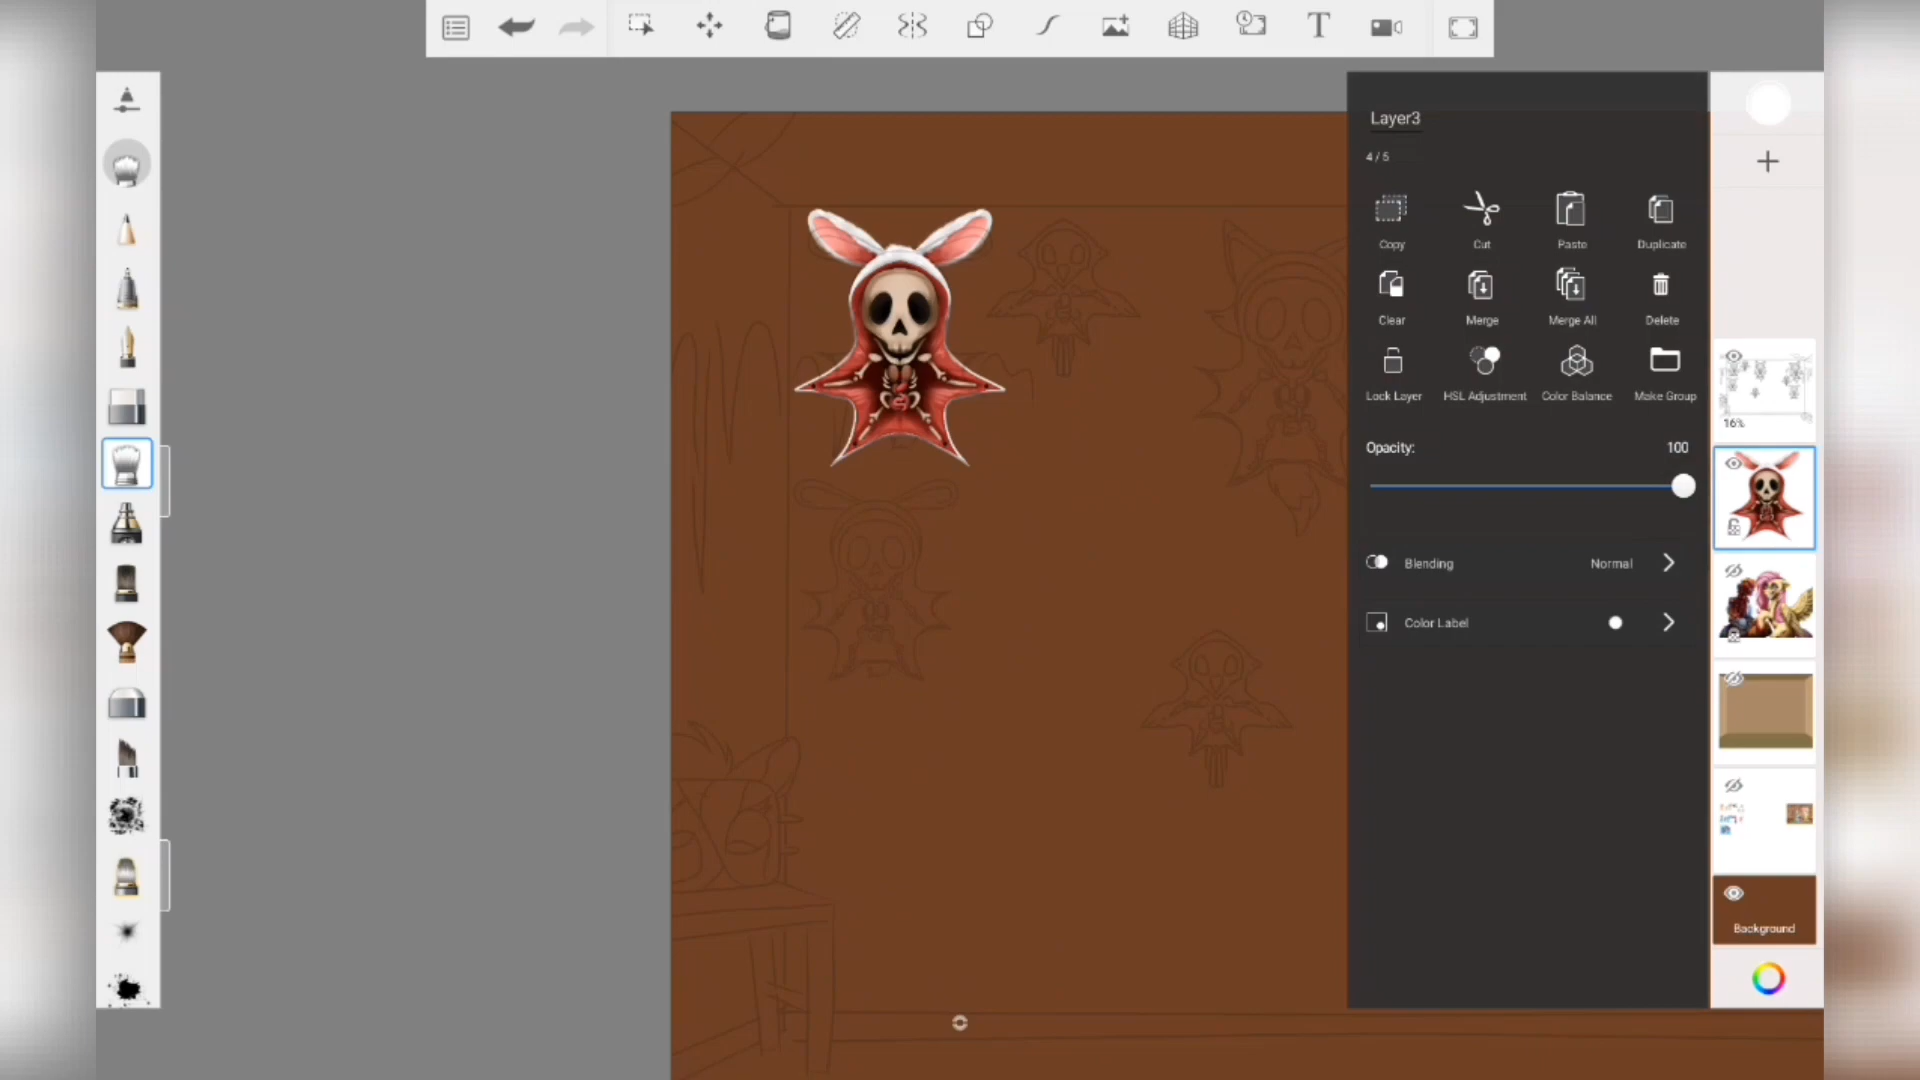 Layer3
4 / 5
Copy Cut Paste Duplicate
Clear Merge Merge All Delete
Lock Layer HSL Adjustment Color Balance Make Group
Opacity: 100
Blending Normal
Color Label
16%
Background